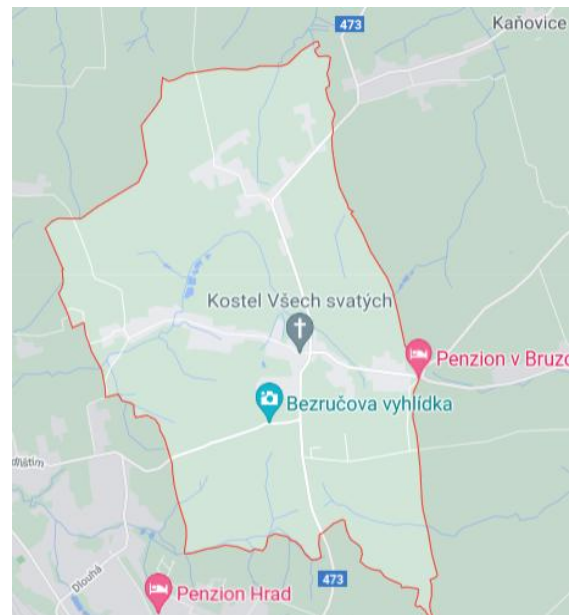 473
Kaňovice
Kostel Všech svatých
Penzion v Bruzo
Bezručova vyhlídka
Dlouhá
473
Penzion Hrad